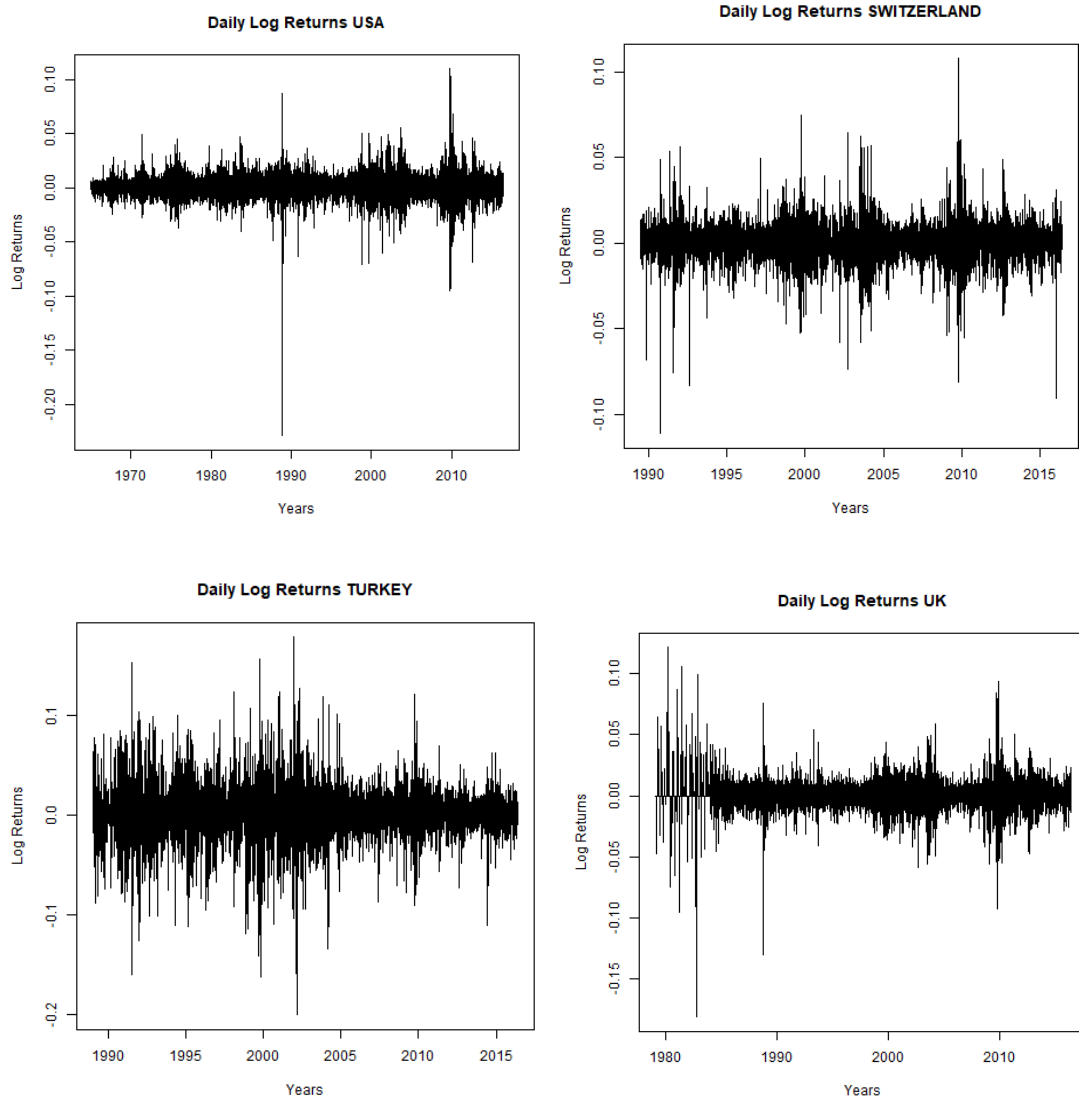 Daily Log Returns USA
Log Returns
0.10
0.05
0.00
-0.05
-0.10
-0.15
-0.20
1970 1980 1990 2000 2010
Years
Daily Log Returns SWITZERLAND
Log Returns
0.10
0.05
0.00
-0.05
-0.10
1990 1995 2000 2005 2010 2015
Years
Daily Log Returns TURKEY
Log Returns
0.1
0.0
-0.1
-0.2
1990 1995 2000 2005 2010 2015
Years
Daily Log Returns UK
Log Returns
0.10
0.05
0.00
-0.05
-0.10
-0.15
1980 1990 2000 2010
Years